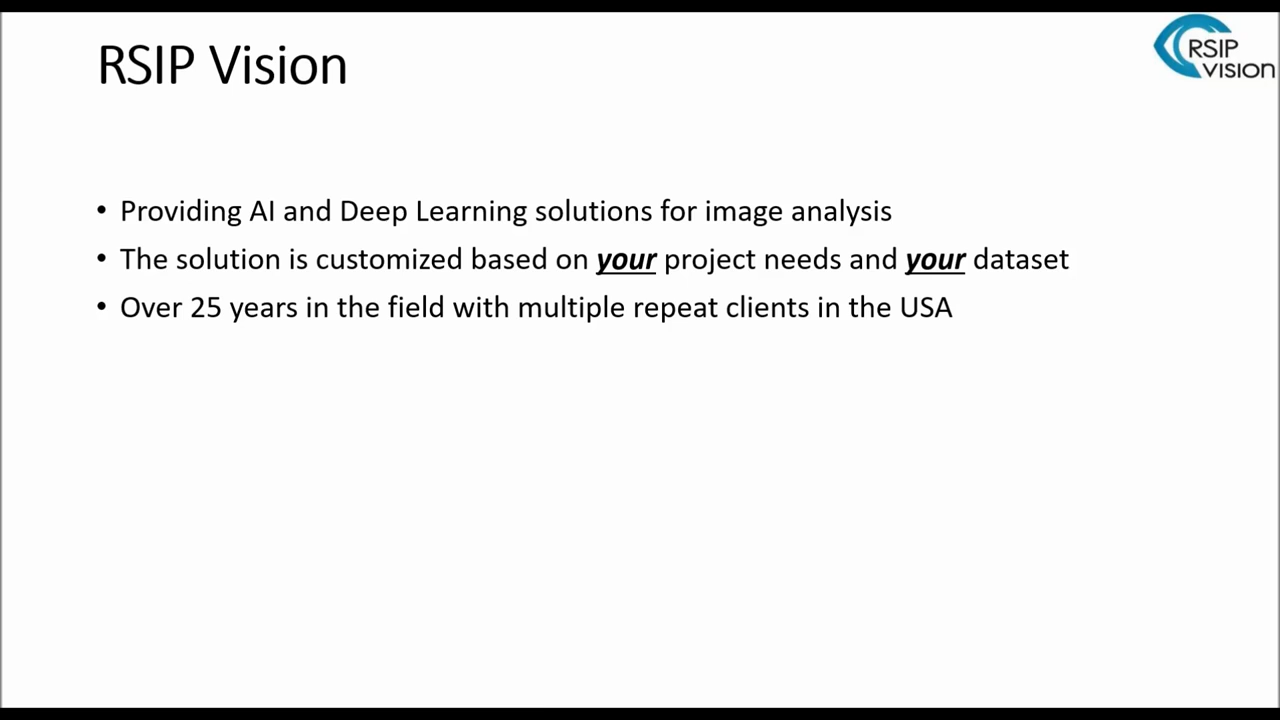 RSIP Vision
RSIP
vision
• Providing AI and Deep Learning solutions for image analysis
• The solution is customized based on your project needs and your dataset
• Over 25 years in the field with multiple repeat clients in the USA